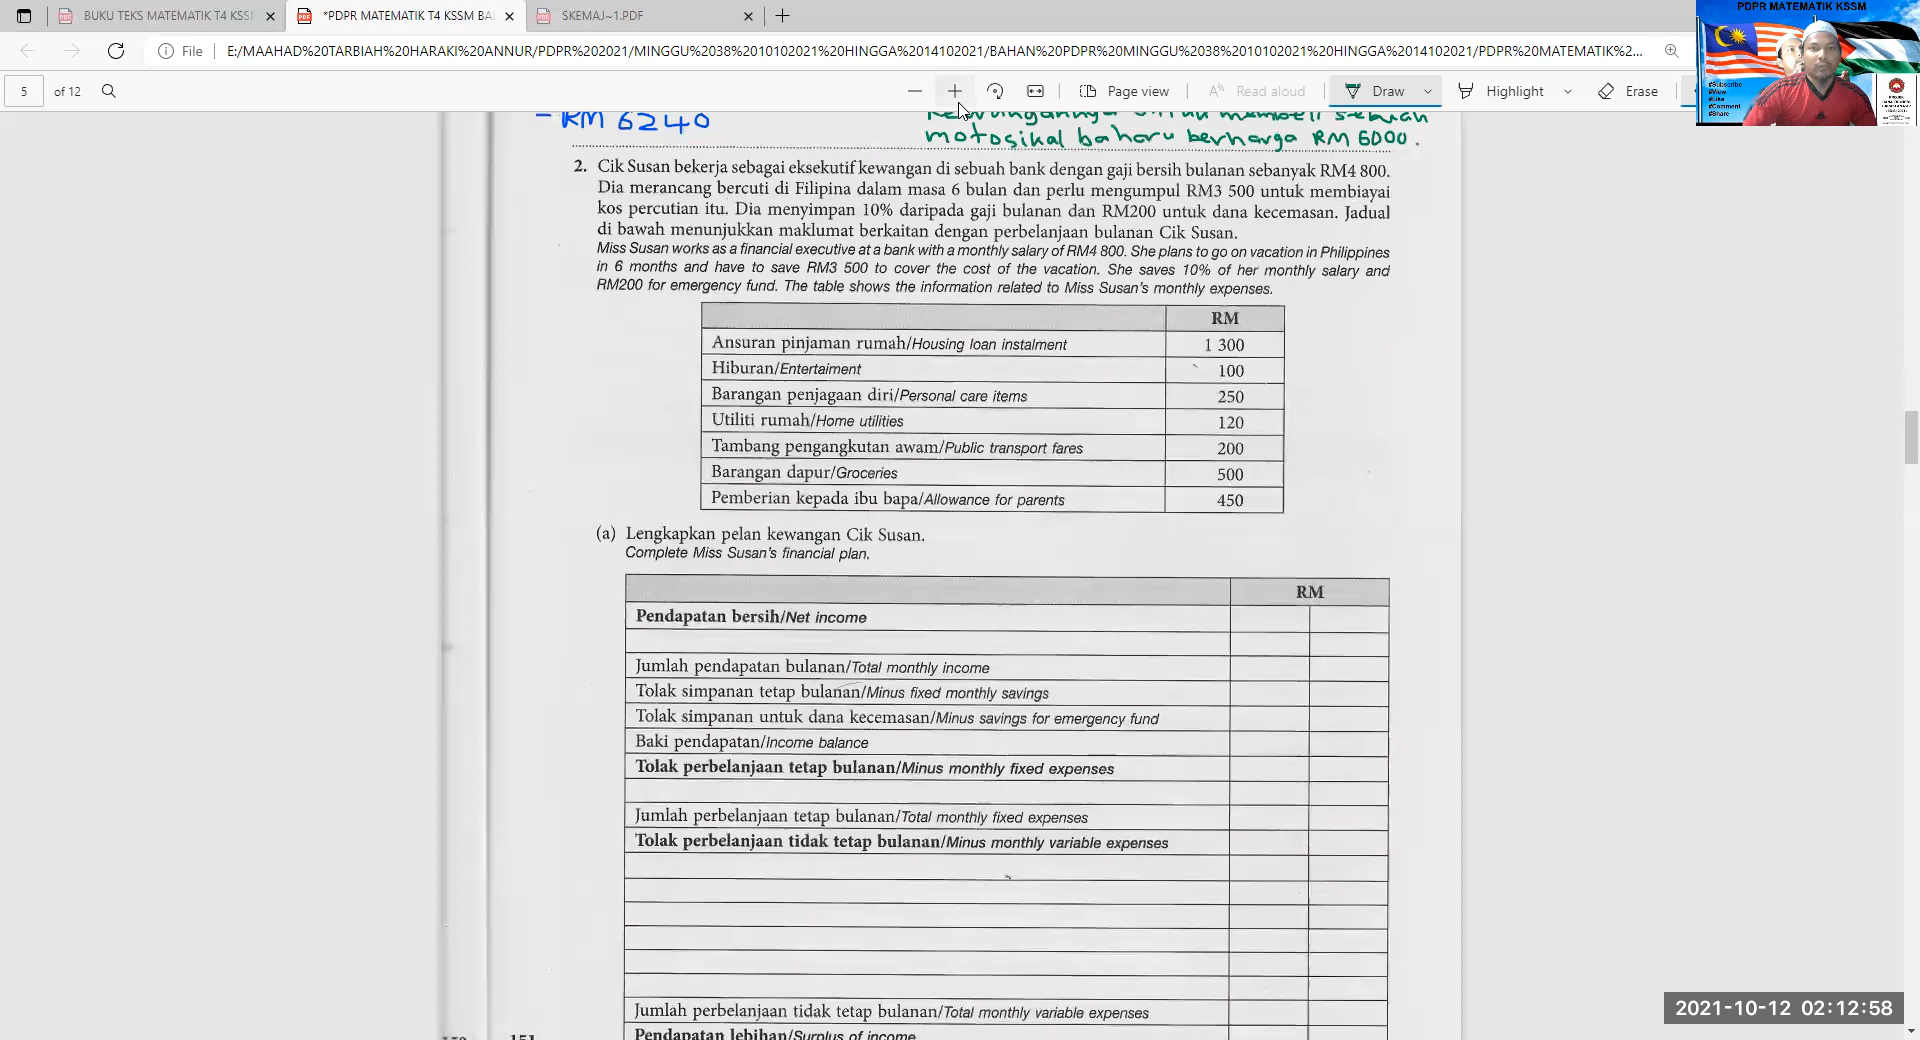 BUKU TEKS MATEMATIK T4 KSSI
*PDPR MATEMATIK T4 KSSM BA
SKEMAJ~1.PDF
File
E:/MAAHAD%20TARBIAH%20HARAKI%20ANNUR/PDPR%202021/MINGGU%2038%2010102021%20HINGGA%2014102021/BAHAN%20PDPR%20MINGGU%2038%2010102021%20HINGGA%2014102021/PDPR%20MATEMATIK%2...
5 of 12
Page view
Read aloud
Draw
Highlight
Erase
PDPR MATEMATIK KSSM
#Subscribe
#View
#Like
#Comment
#Share
- RM 6240
membeli sebuah
motosikal baharu berharga RM 6000.
2. Cik Susan bekerja sebagai eksekutif kewangan di sebuah bank dengan gaji bersih bulanan sebanyak RM4 800.
Dia merancang bercuti di Filipina dalam masa 6 bulan dan perlu mengumpul RM3 500 untuk membiayai
kos percutian itu. Dia menyimpan 10% daripada gaji bulanan dan RM200 untuk dana kecemasan. Jadual
di bawah menunjukkan maklumat berkaitan dengan perbelanjaan bulanan Cik Susan.
Miss Susan works as a financial executive at a bank with a monthly salary of RM4 800. She plans to go on vacation in Philippines
in 6 months and have to save RM3 500 to cover the cost of the vacation. She saves 10% of her monthly salary and
RM200 for emergency fund. The table shows the information related to Miss Susan's monthly expenses.
RM
Ansuran pinjaman rumah/Housing loan instalment 1 300
Hiburan/Entertaiment 100
Barangan penjagaan diri/Personal care items 250
Utiliti rumah/Home utilities 120
Tambang pengangkutan awam/Public transport fares 200
Barangan dapur/Groceries 500
Pemberian kepada ibu bapa/Allowance for parents 450
(a) Lengkapkan pelan kewangan Cik Susan.
Complete Miss Susan's financial plan.
RM
Pendapatan bersih/Net income
Jumlah pendapatan bulanan/Total monthly income
Tolak simpanan tetap bulanan/Minus fixed monthly savings
Tolak simpanan untuk dana kecemasan/Minus savings for emergency fund
Baki pendapatan/Income balance
Tolak perbelanjaan tetap bulanan/Minus monthly fixed expenses
Jumlah perbelanjaan tetap bulanan/Total monthly fixed expenses
Tolak perbelanjaan tidak tetap bulanan/Minus monthly variable expenses
Jumlah perbelanjaan tidak tetap bulanan/Total monthly variable expenses
Pendapatan lebihan/Surplus of income
151
2021-10-12 02:12:58